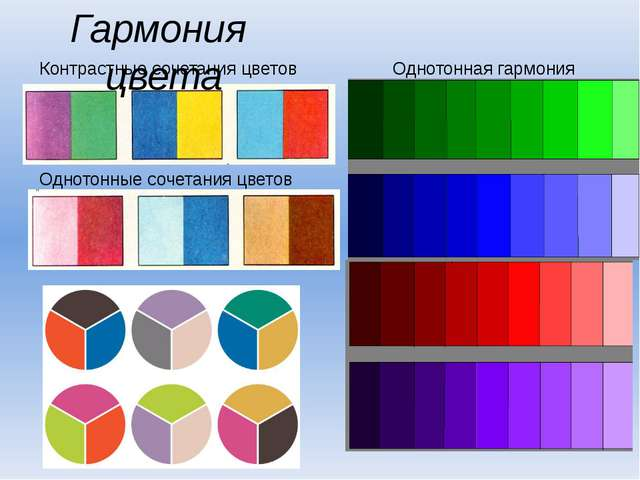 Гармония
цвета
Контрастные сочетания цветов
Однотонные сочетания цветов
Однотонная гармония